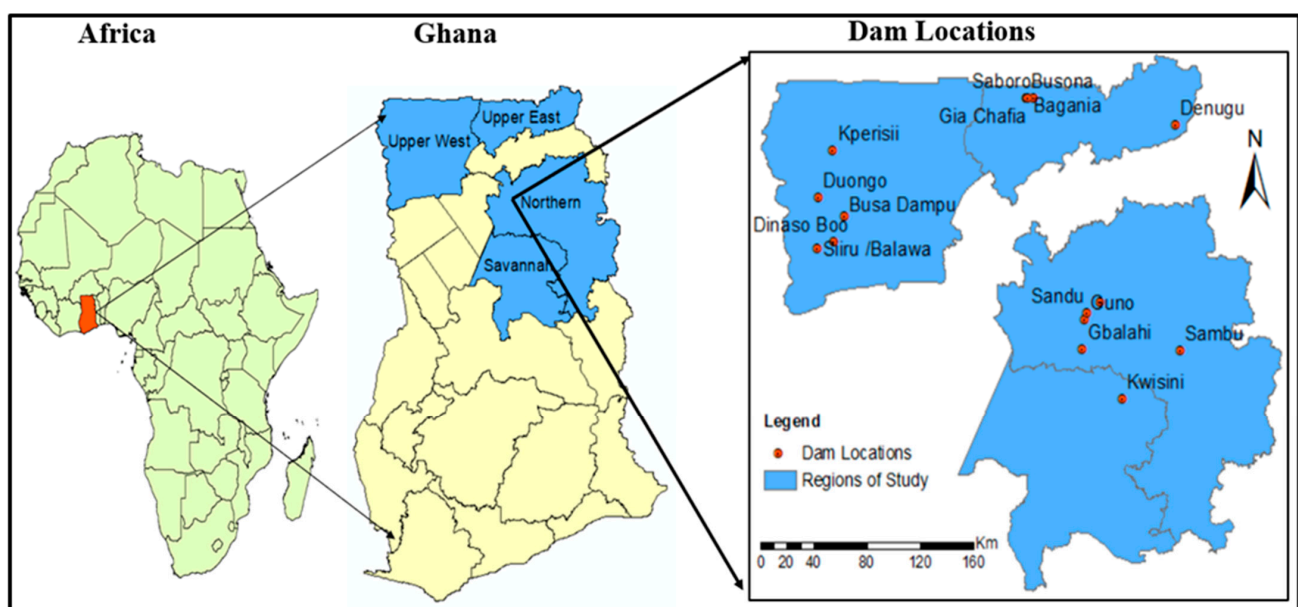 Africa
Ghana
Dam Locations
Upper West
Upper East
Northern
Savannah
SaboroBusona
Gia Chafia
Bagania
Denugu
Kperisii
Duongo
Busa Dampu
Dinaso Boo
Sliru /Balawa
N
Sandu
Guno
Gbalahi
Sambu
Kwisini
Legend
Dam Locations
Regions of Study
Km
0 20 40 80 120 160